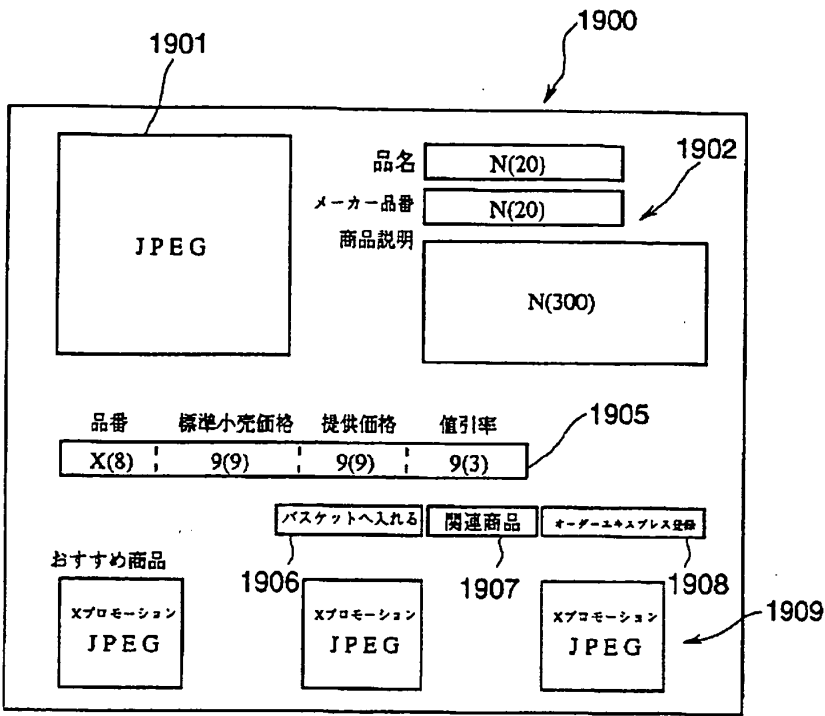 1900
1901
JPEG
品名 N(20)
1902
メーカー品番 N(20)
商品説明
N(300)
品番 標準小売価格 提供価格 値引率
1905
X(8) 9(9) 9(9) 9(3)
バスケットへ入れる 関連商品 オーダーエキスプレス登録
1906 1907 1908
おすすめ商品
Xプロモーション Xプロモーション Xプロモーション
JPEG JPEG JPEG
1909